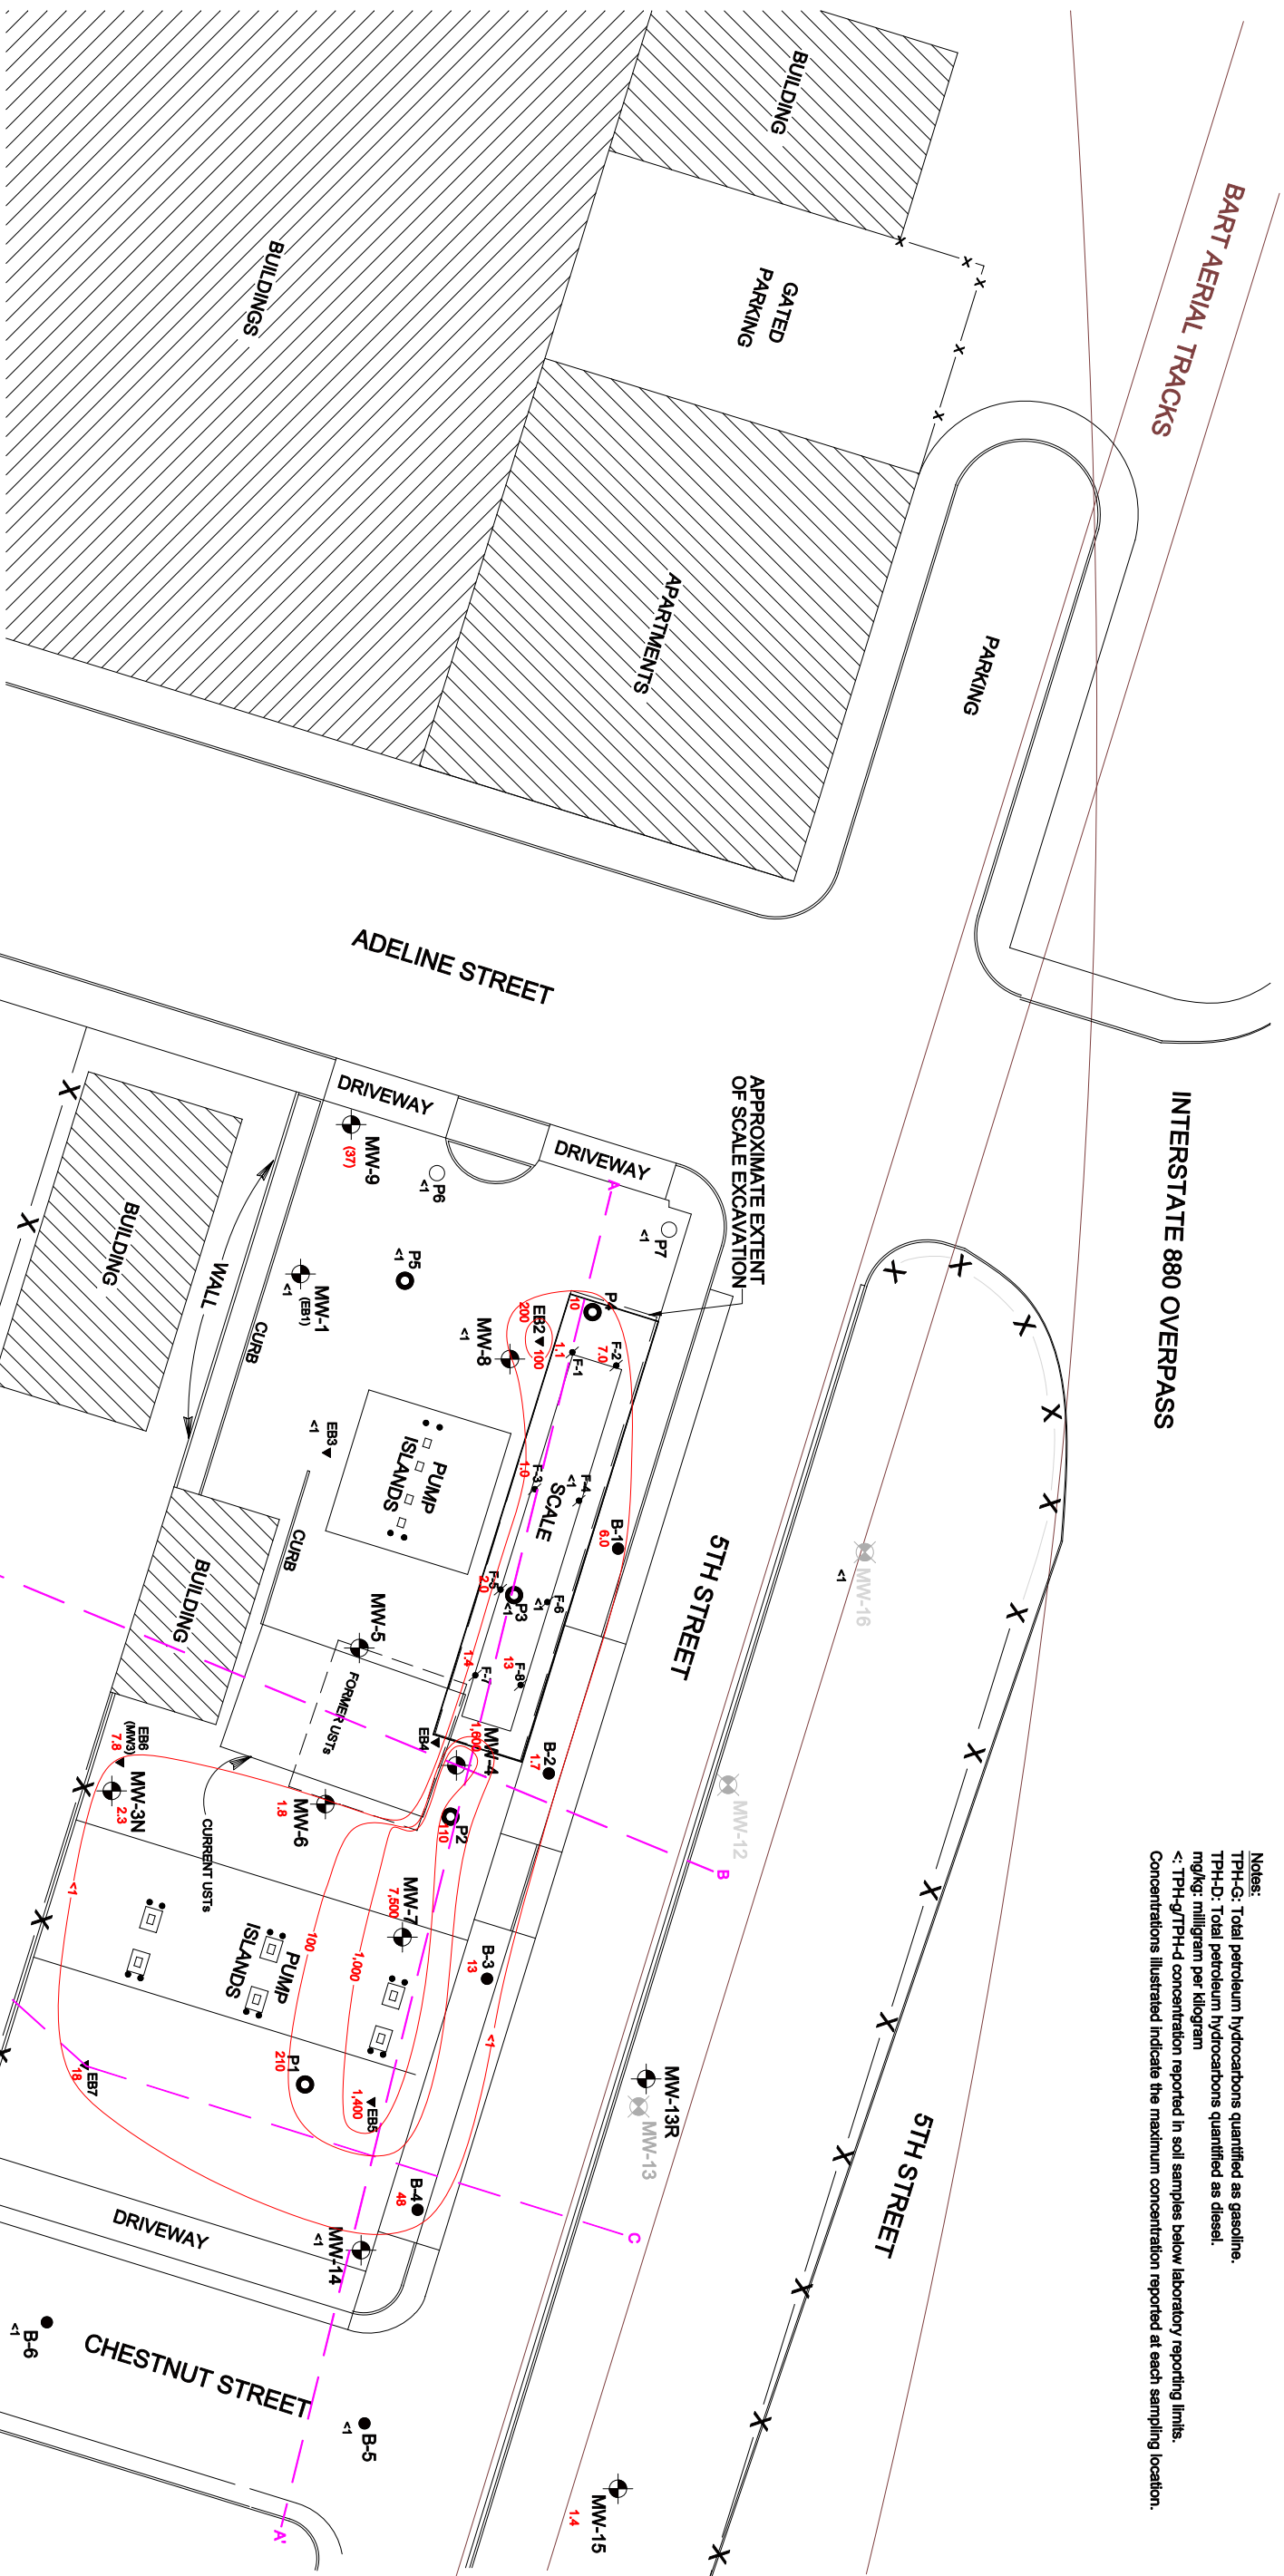 BART AERIAL TRACKS
BUILDING
GATED
PARKING
BUILDINGS
APARTMENTS
PARKING
ADELINE STREET
INTERSTATE 880 OVERPASS
APPROXIMATE EXTENT
OF SCALE EXCAVATION
DRIVEWAY
DRIVEWAY
MW-9
(37)
P6
<1
P7
<1
A
P5
<1
MW-1
(EB1)
<1
WALL
BUILDING
CURB
10
EB2
200
100
MW-8
<1
F-2
7.0
F-1
1.1
EB3
<1
PUMP
ISLANDS
F-3
1.0
SCALE
F-4
<1
B-1
6.0
F-5
2.0
P3
<1
F-6
<1
F-7
1.4
F-8
13
CURB
BUILDING
MW-5
FORMER USTs
EB4
MW-4
1,600
B-2
1.7
5TH STREET
MW-16
<1
MW-12
B
EB6
(MW3)
7.8
MW-3N
2.3
MW-6
1.8
CURRENT USTs
P2
110
MW-7
7,500
B-3
13
<1
100
1,000
<1
PUMP
ISLANDS
P1
210
EB5
1,400
EB7
18
B-4
48
MW-13R
MW-13
C
5TH STREET
DRIVEWAY
MW-14
<1
B-6
<1
CHESTNUT STREET
B-5
<1
MW-15
1.4
A'
Notes:
TPH-G: Total petroleum hydrocarbons quantified as gasoline.
TPH-D: Total petroleum hydrocarbons quantified as diesel.
mg/kg: milligram per kilogram
<: TPH-g/TPH-d concentration reported in soil samples below laboratory reporting limits.
Concentrations illustrated indicate the maximum concentration reported at each sampling location.